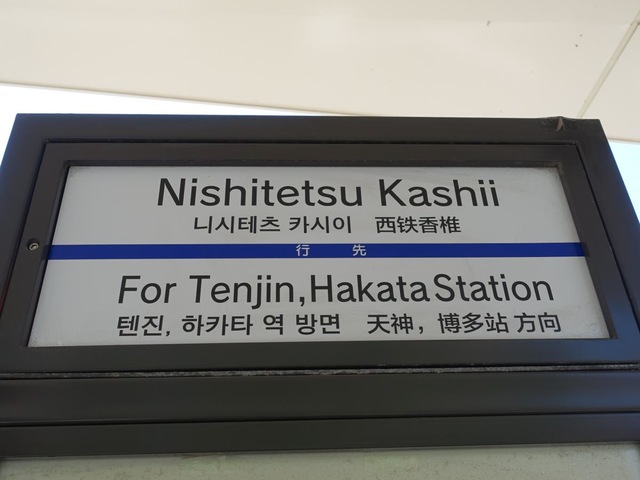 Nishitetsu Kashii
니시테츠 카시이 西铁香椎
行先
For Tenjin, Hakata Station
텐진, 하카타 역 방면 天神，博多站 方向